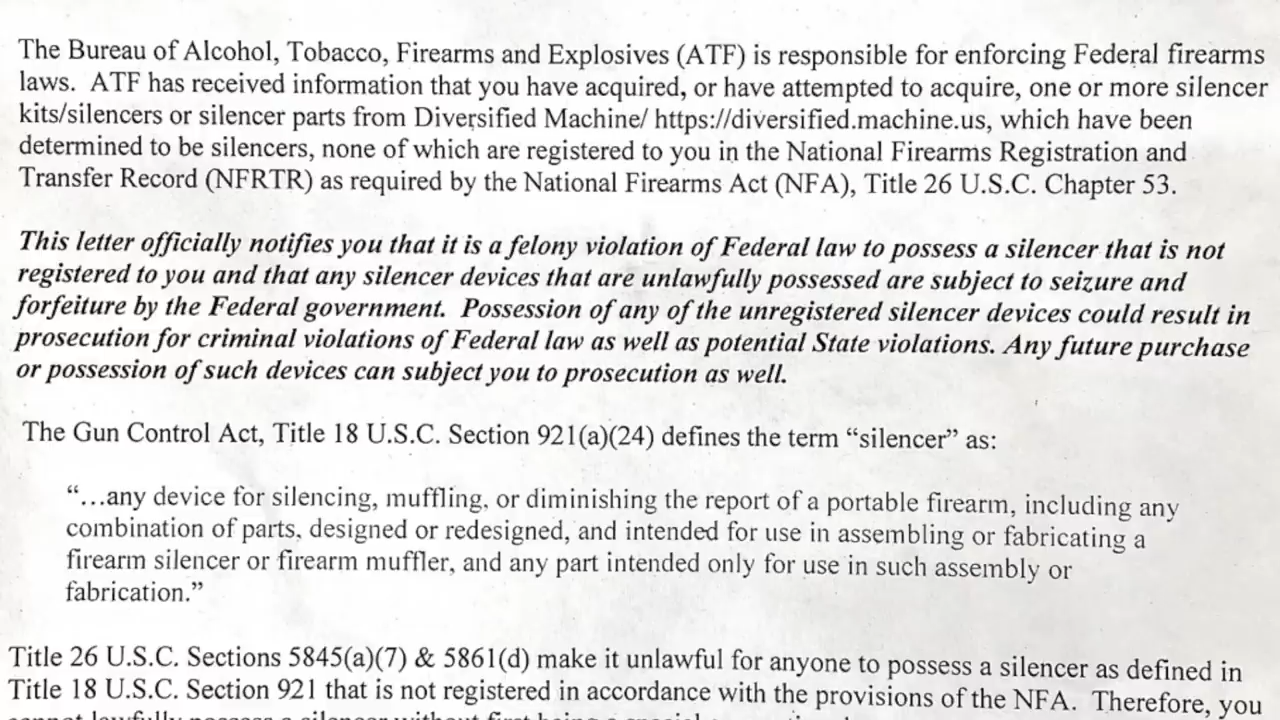 The Bureau of Alcohol, Tobacco, Firearms and Explosives (ATF) is responsible for enforcing Federal firearms
laws.  ATF has received information that you have acquired, or have attempted to acquire, one or more silencer
kits/silencers or silencer parts from Diversified Machine/ https://diversified.machine.us, which have been
determined to be silencers, none of which are registered to you in the National Firearms Registration and
Transfer Record (NFRTR) as required by the National Firearms Act (NFA), Title 26 U.S.C. Chapter 53.
This letter officially notifies you that it is a felony violation of Federal law to possess a silencer that is not
registered to you and that any silencer devices that are unlawfully possessed are subject to seizure and
forfeiture by the Federal government.  Possession of any of the unregistered silencer devices could result in
prosecution for criminal violations of Federal law as well as potential State violations. Any future purchase
or possession of such devices can subject you to prosecution as well.
The Gun Control Act, Title 18 U.S.C. Section 921(a)(24) defines the term “silencer” as:
“…any device for silencing, muffling, or diminishing the report of a portable firearm, including any
combination of parts, designed or redesigned, and intended for use in assembling or fabricating a
firearm silencer or firearm muffler, and any part intended only for use in such assembly or
fabrication.”
Title 26 U.S.C. Sections 5845(a)(7) & 5861(d) make it unlawful for anyone to possess a silencer as defined in
Title 18 U.S.C. Section 921 that is not registered in accordance with the provisions of the NFA.  Therefore, you